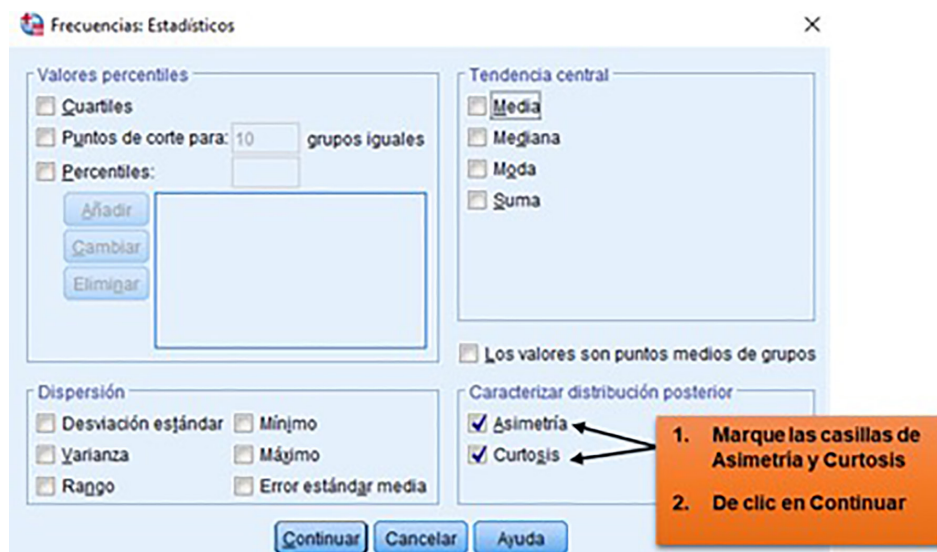 Frecuencias: Estadísticos
Valores percentiles
Cuartiles
Puntos de corte para: 10 grupos iguales
Percentiles:
Añadir
Cambiar
Eliminar
Tendencia central
Media
Mediana
Moda
Suma
Los valores son puntos medios de grupos
Dispersión
Desviación estándar Mínimo
Varianza Máximo
Rango Error estándar media
Caracterizar distribución posterior
Asimetría
Curtosis
1. Marque las casillas de
Asimetría y Curtosis
2. De clic en Continuar
Continuar Cancelar Ayuda